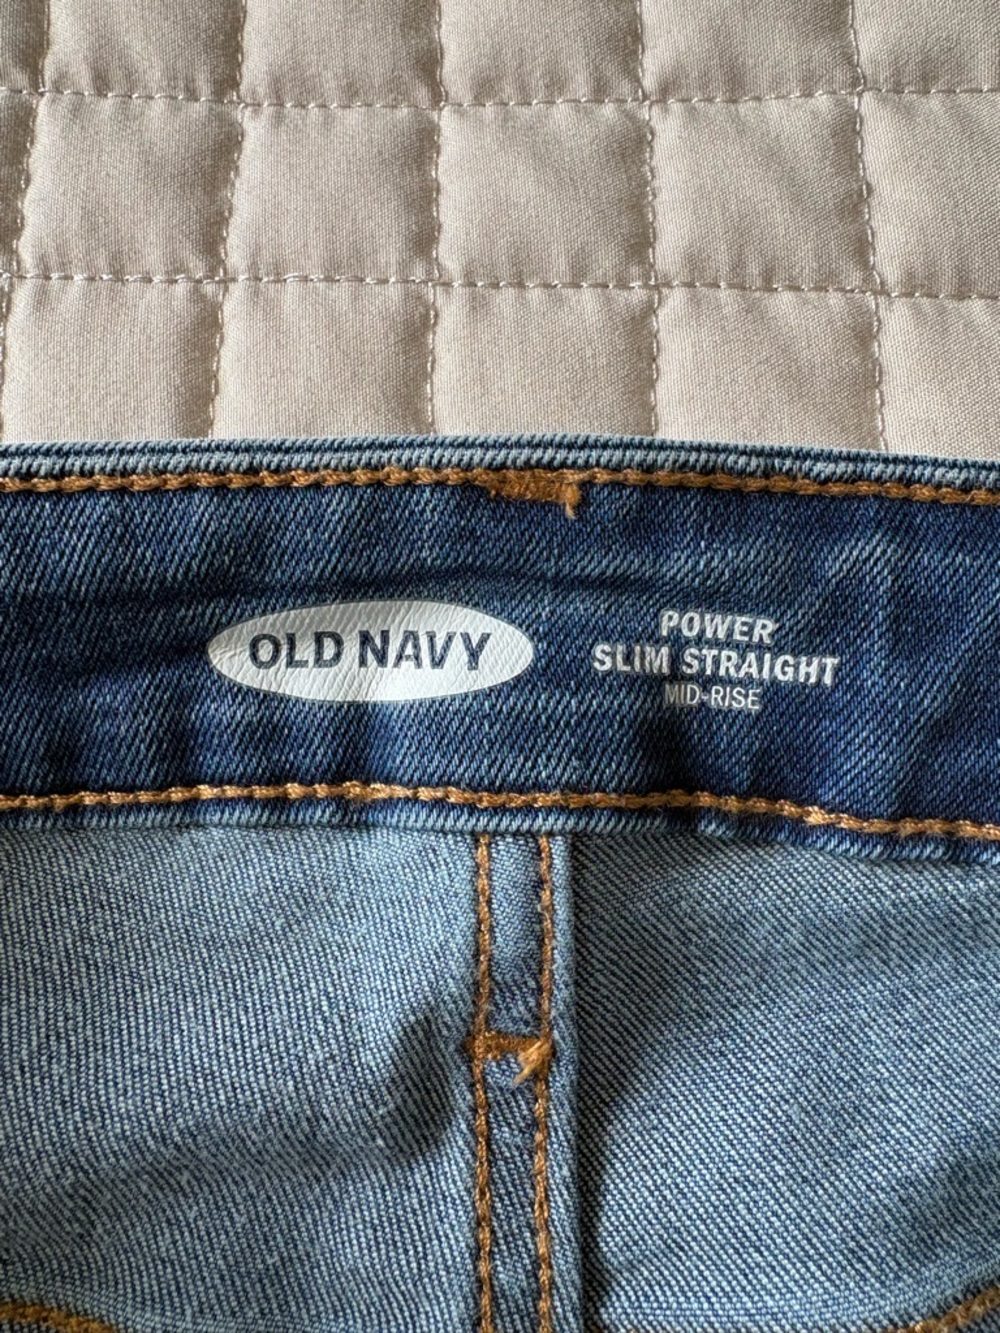 OLD NAVY
POWER
SLIM STRAIGHT
MID-RISE